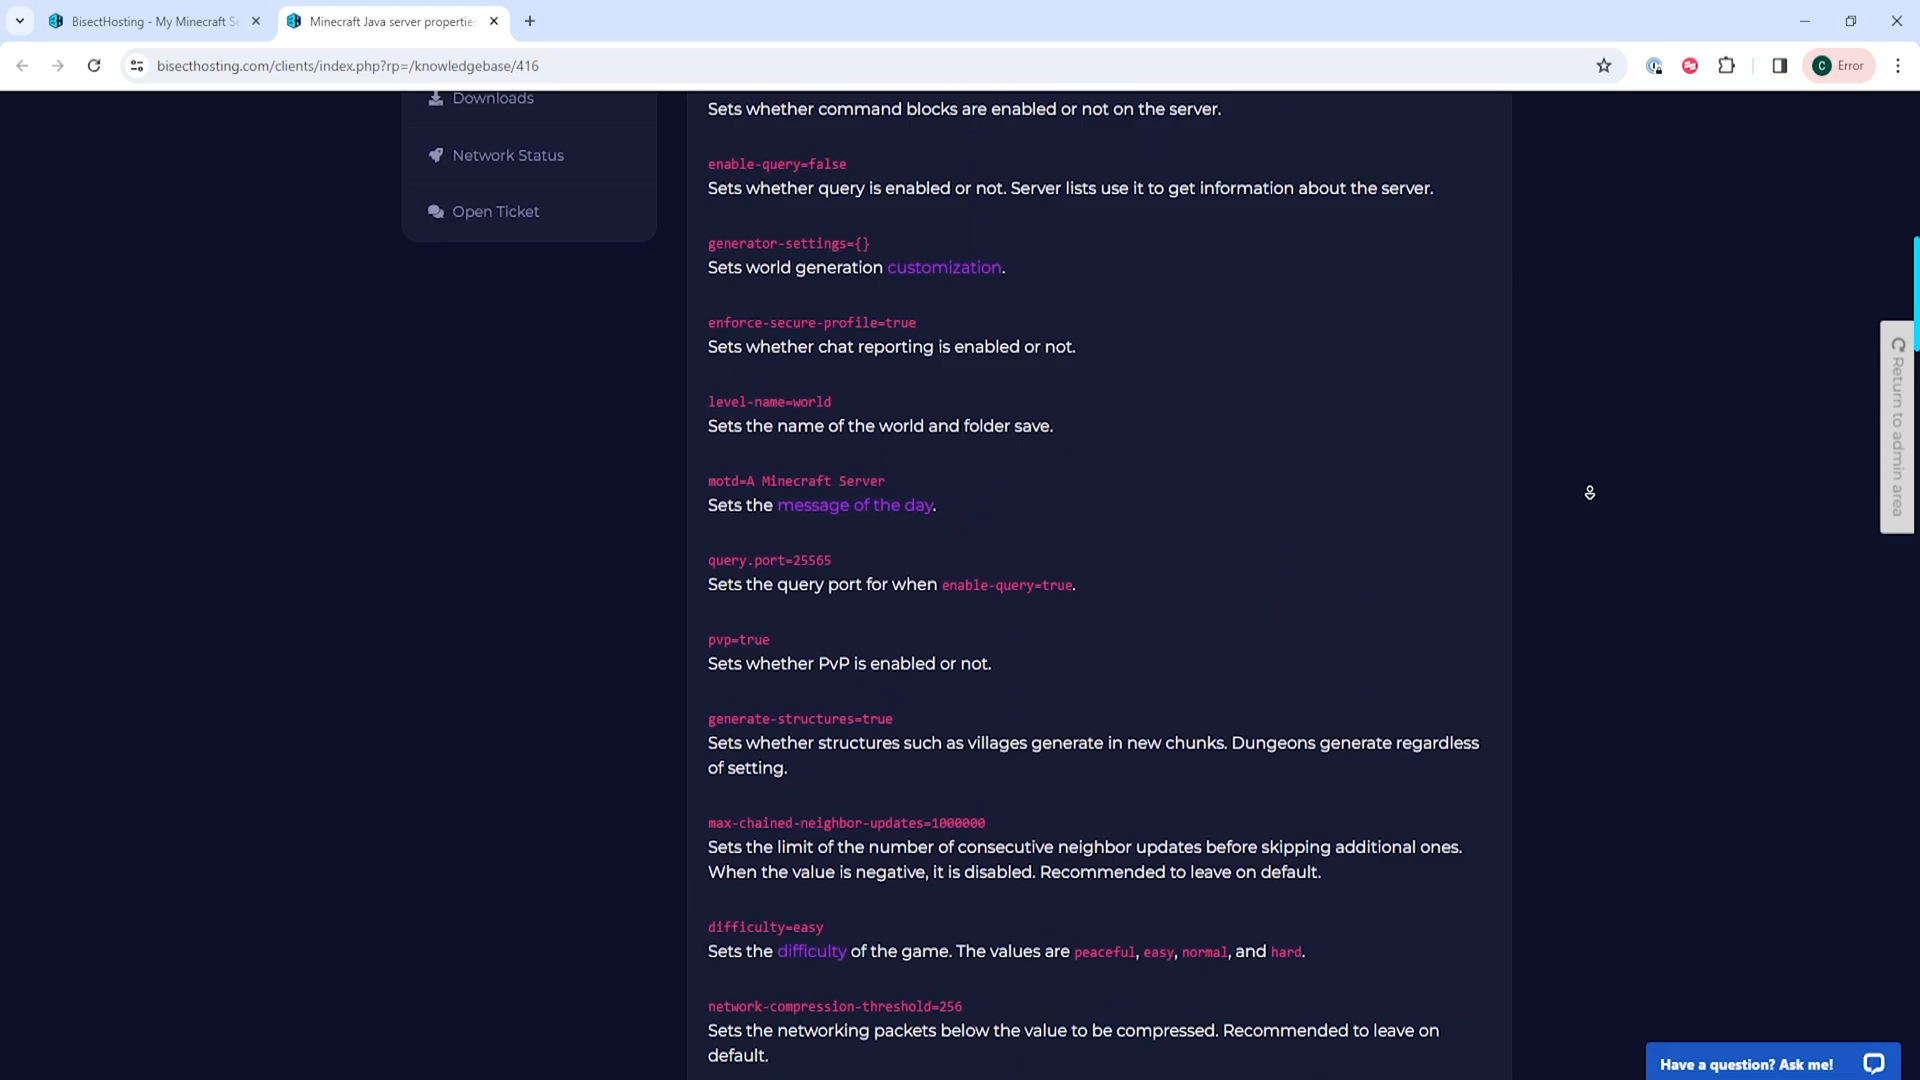 BisectHosting - My Minecraft S
Minecraft Java server propertie
bisecthosting.com/clients/index.php?rp=/knowledgebase/416
C
Error
Downloads
Network Status
Open Ticket
Sets whether command blocks are enabled or not on the server.
enable-query=false
Sets whether query is enabled or not. Server lists use it to get information about the server.
generator-settings={}
Sets world generation customization.
enforce-secure-profile=true
Sets whether chat reporting is enabled or not.
level-name=world
Sets the name of the world and folder save.
motd=A Minecraft Server
Sets the message of the day.
query.port=25565
Sets the query port for when enable-query=true.
pvp=true
Sets whether PvP is enabled or not.
generate-structures=true
Sets whether structures such as villages generate in new chunks. Dungeons generate regardless
of setting.
max-chained-neighbor-updates=1000000
Sets the limit of the number of consecutive neighbor updates before skipping additional ones.
When the value is negative, it is disabled. Recommended to leave on default.
difficulty=easy
Sets the difficulty of the game. The values are peaceful, easy, normal, and hard.
network-compression-threshold=256
Sets the networking packets below the value to be compressed. Recommended to leave on
default.
Return to admin area
Have a question? Ask me!